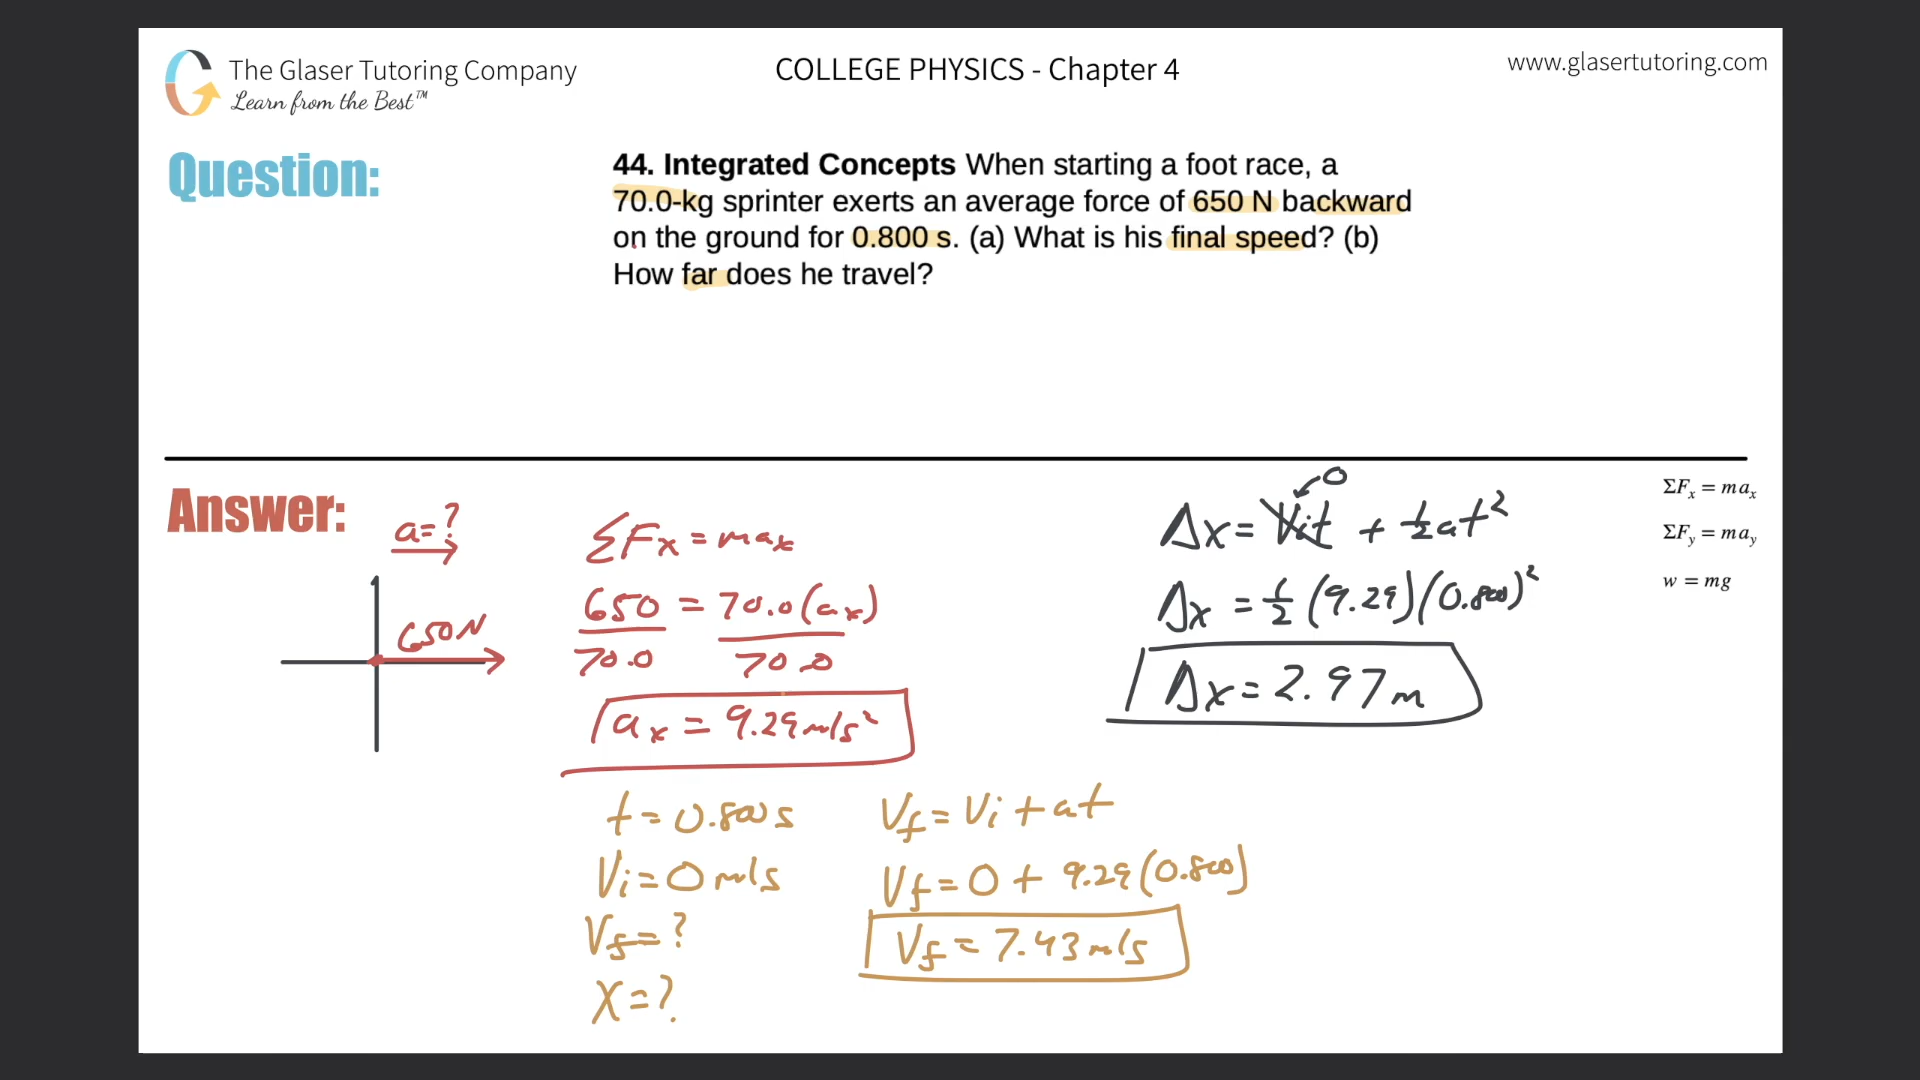 The Glaser Tutoring Company
Learn from the Best™
COLLEGE PHYSICS - Chapter 4
www.glasertutoring.com
Question:
44. Integrated Concepts When starting a foot race, a
70.0-kg sprinter exerts an average force of 650 N backward
on the ground for 0.800 s. (a) What is his final speed? (b)
How far does he travel?
Answer:
a=?
650N
ΣFx = max
650 = 70.0(ax)
70.0 70.0
ax = 9.29 m/s²
t = 0.800 s
Vi = 0 m/s
Vf = ?
X = ?
Vf = Vi + at
Vf = 0 + 9.29(0.800)
Vf = 7.43 m/s
0
Δx = Vit + ½at²
Δx = ½(9.29)(0.800)²
Δx = 2.97m
ΣFx = max
ΣFy = may
w = mg